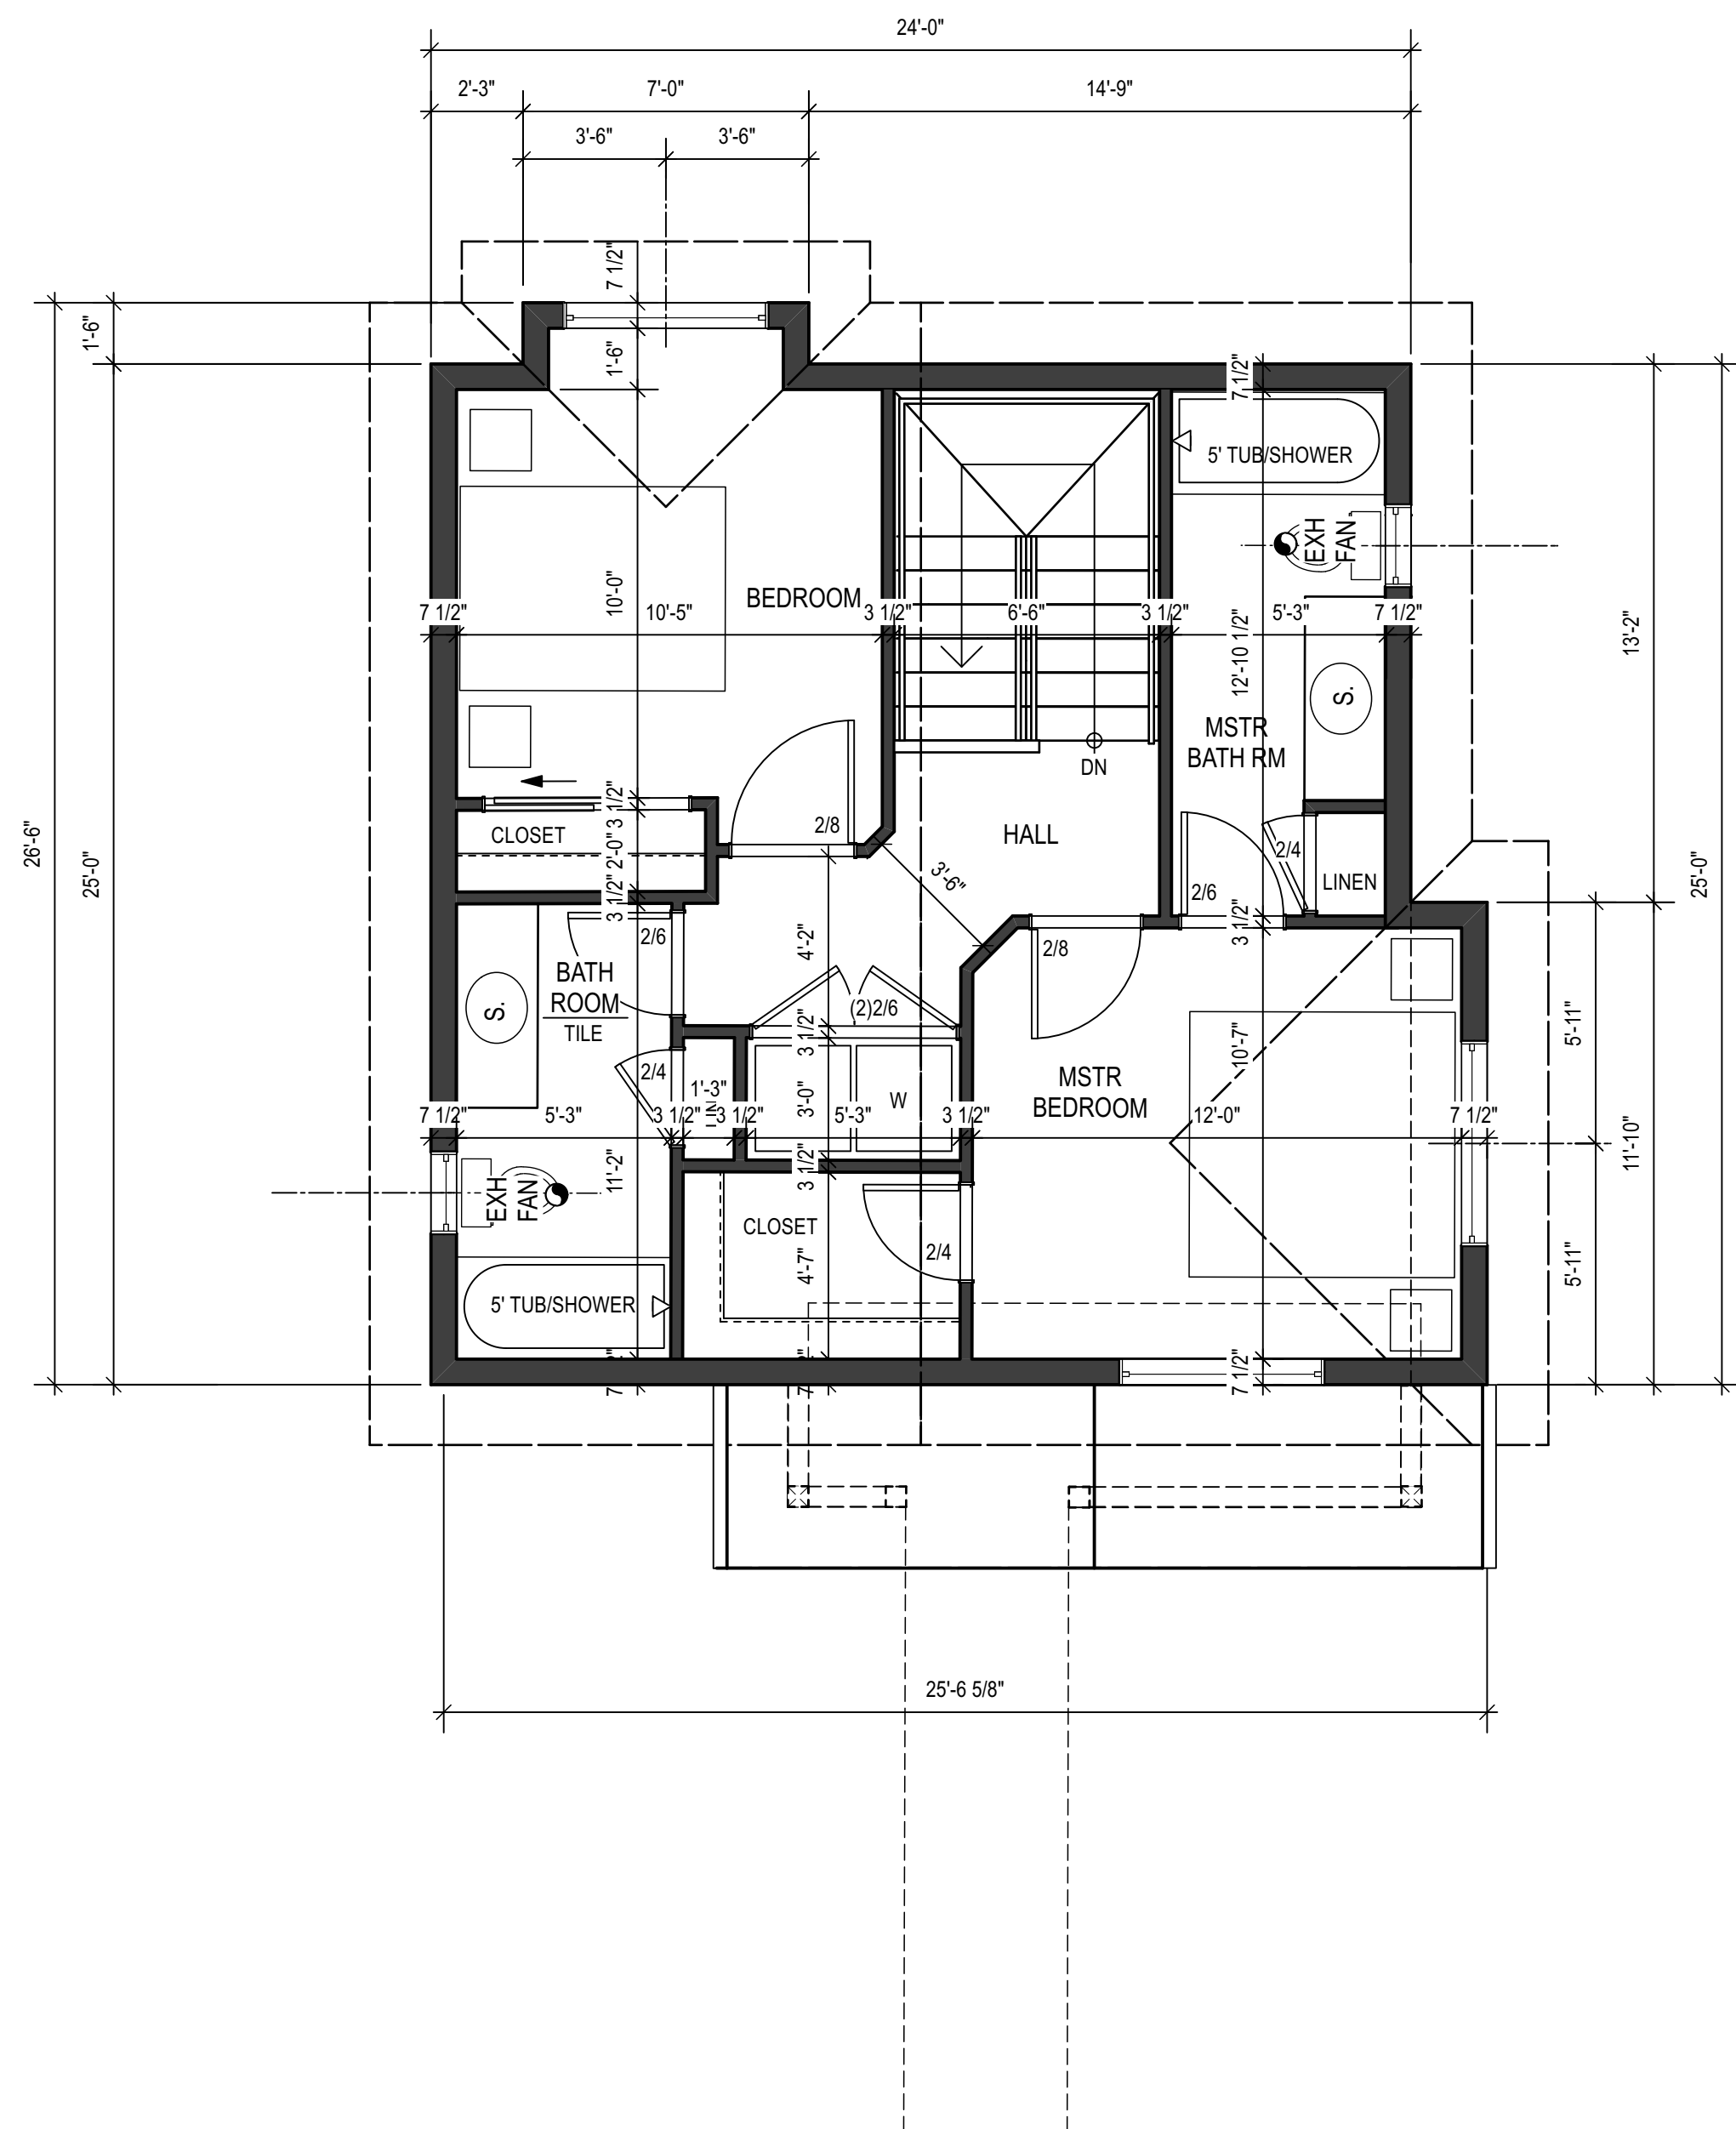 24'-0"
2'-3"
7'-0"
14'-9"
3'-6"
3'-6"
7 1/2"
1'-6"
1'-6"
7 1/2"
5' TUB/SHOWER
EXH
FAN
BEDROOM
10'-0"
7 1/2"
10'-5"
3 1/2"
6'-6"
3 1/2"
5'-3"
7 1/2"
12'-10 1/2"
13'-2"
S.
MSTR
BATH RM
DN
3 1/2"
CLOSET
2/8
HALL
2'-0"
2/4
LINEN
3'-6"
26'-6"
25'-0"
25'-0"
3 1/2"
2/6
2/6
3 1/2"
4'-2"
2/8
BATH
ROOM
TILE
S.
(2)2/6
5'-11"
3 1/2"
10'-7"
2/4
1'-3"
MSTR
BEDROOM
3'-0"
W
7 1/2"
5'-3"
3 1/2"
3 1/2"
5'-3"
3 1/2"
12'-0"
7 1/2"
11'-10"
11'-2"
3 1/2"
EXH
FAN
CLOSET
2/4
4'-7"
5'-11"
5' TUB/SHOWER
7 1/2"
25'-6 5/8"